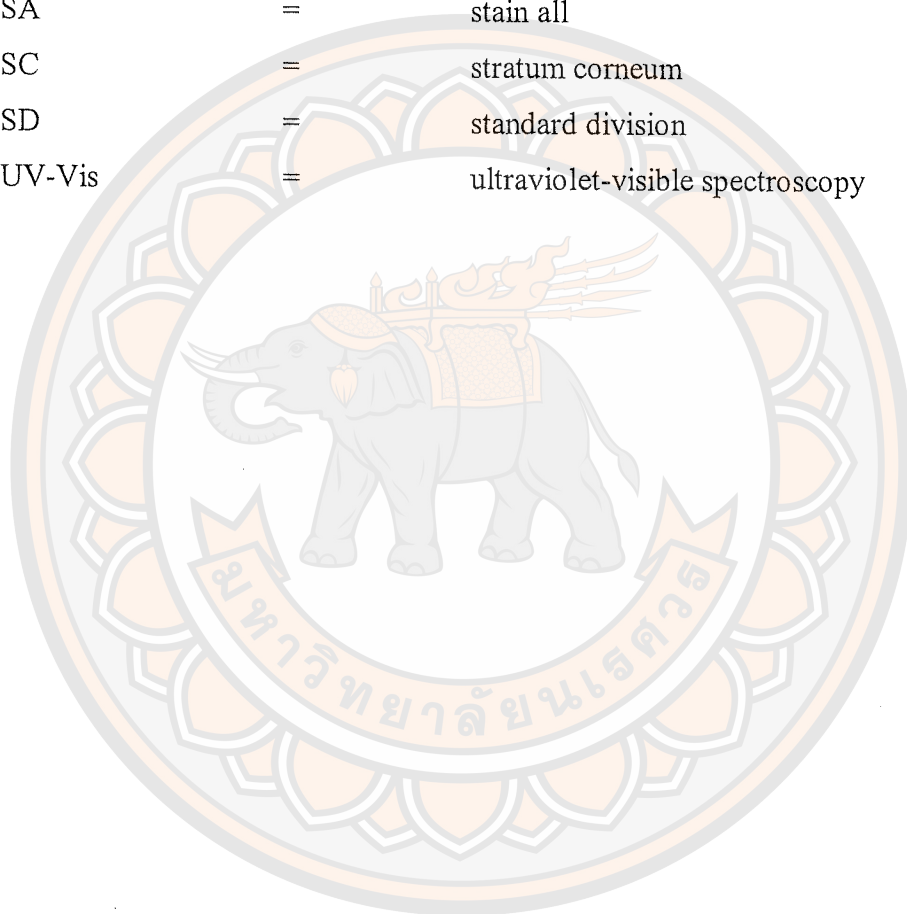 SA = stain all
SC = stratum corneum
SD = standard division
UV-Vis = ultraviolet-visible spectroscopy
มหาวิทยาลัยนเรศวร